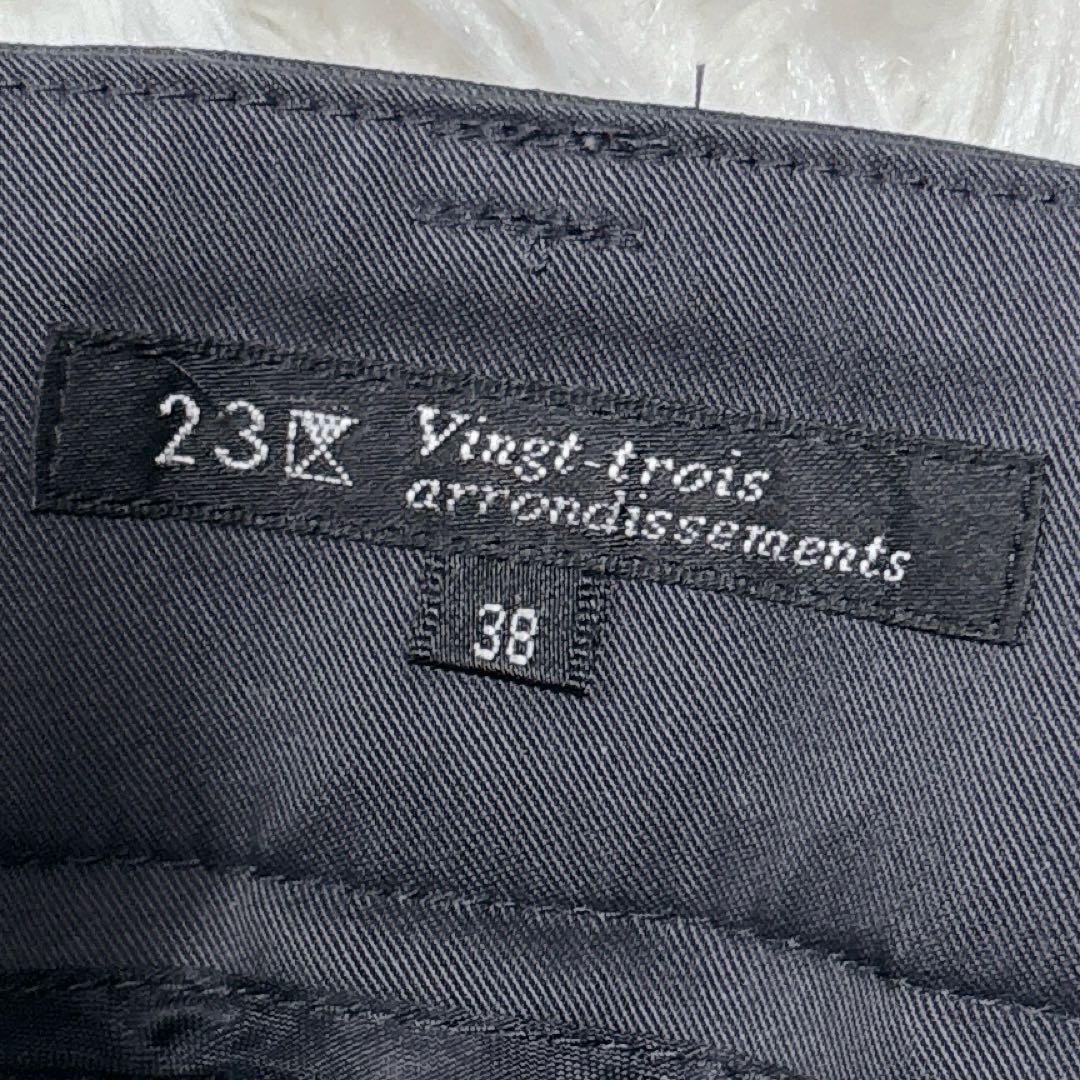 23区
Vingt-trois
arrondissements
38